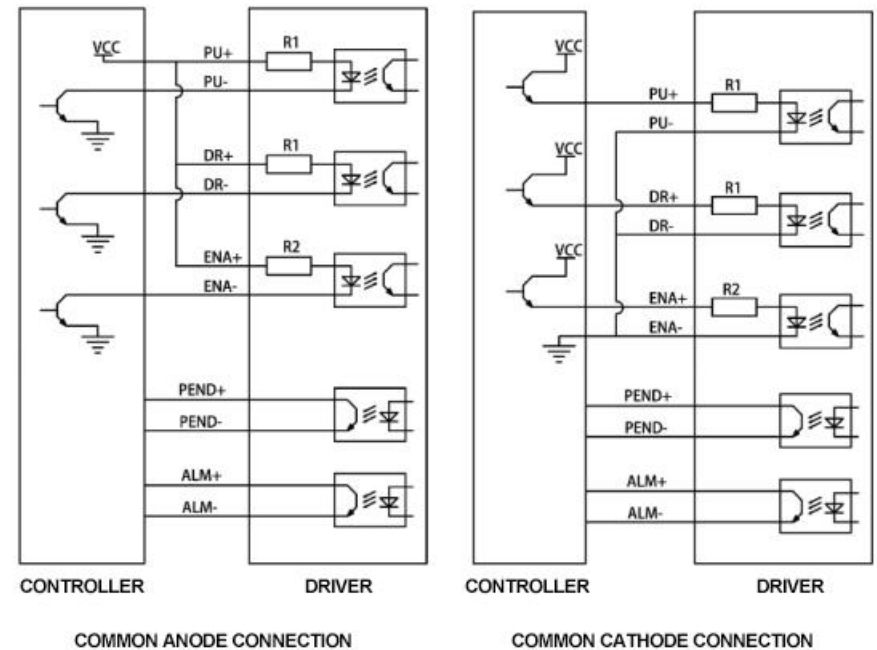 VCC
PU+
R1
PU-
DR+
R1
DR-
ENA+
R2
ENA-
PEND+
PEND-
ALM+
ALM-
CONTROLLER
DRIVER
COMMON ANODE CONNECTION
VCC
PU+
R1
PU-
VCC
DR+
R1
DR-
VCC
ENA+
R2
ENA-
PEND+
PEND-
ALM+
ALM-
CONTROLLER
DRIVER
COMMON CATHODE CONNECTION